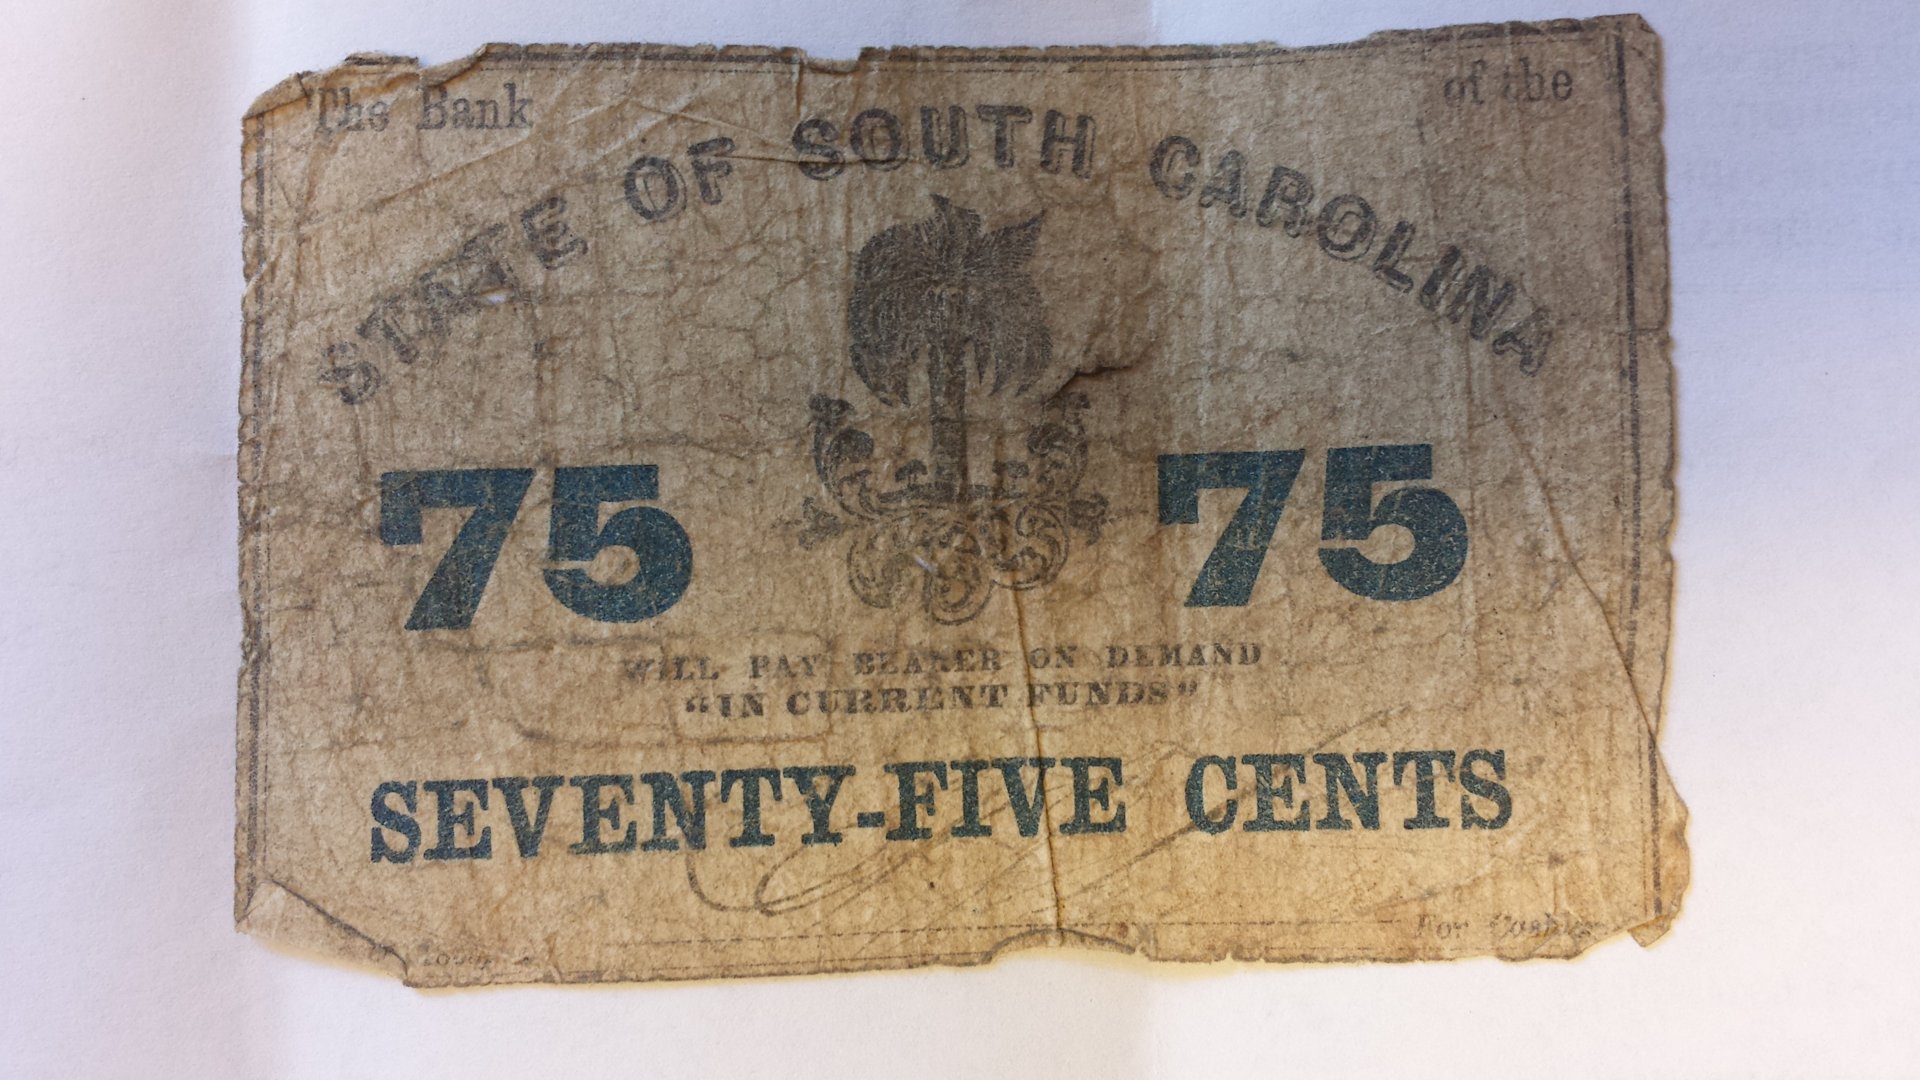 The Bank of the
STATE OF SOUTH CAROLINA
75 75
WILL PAY BEARER ON DEMAND
"IN CURRENT FUNDS"
SEVENTY-FIVE CENTS
For Cashier